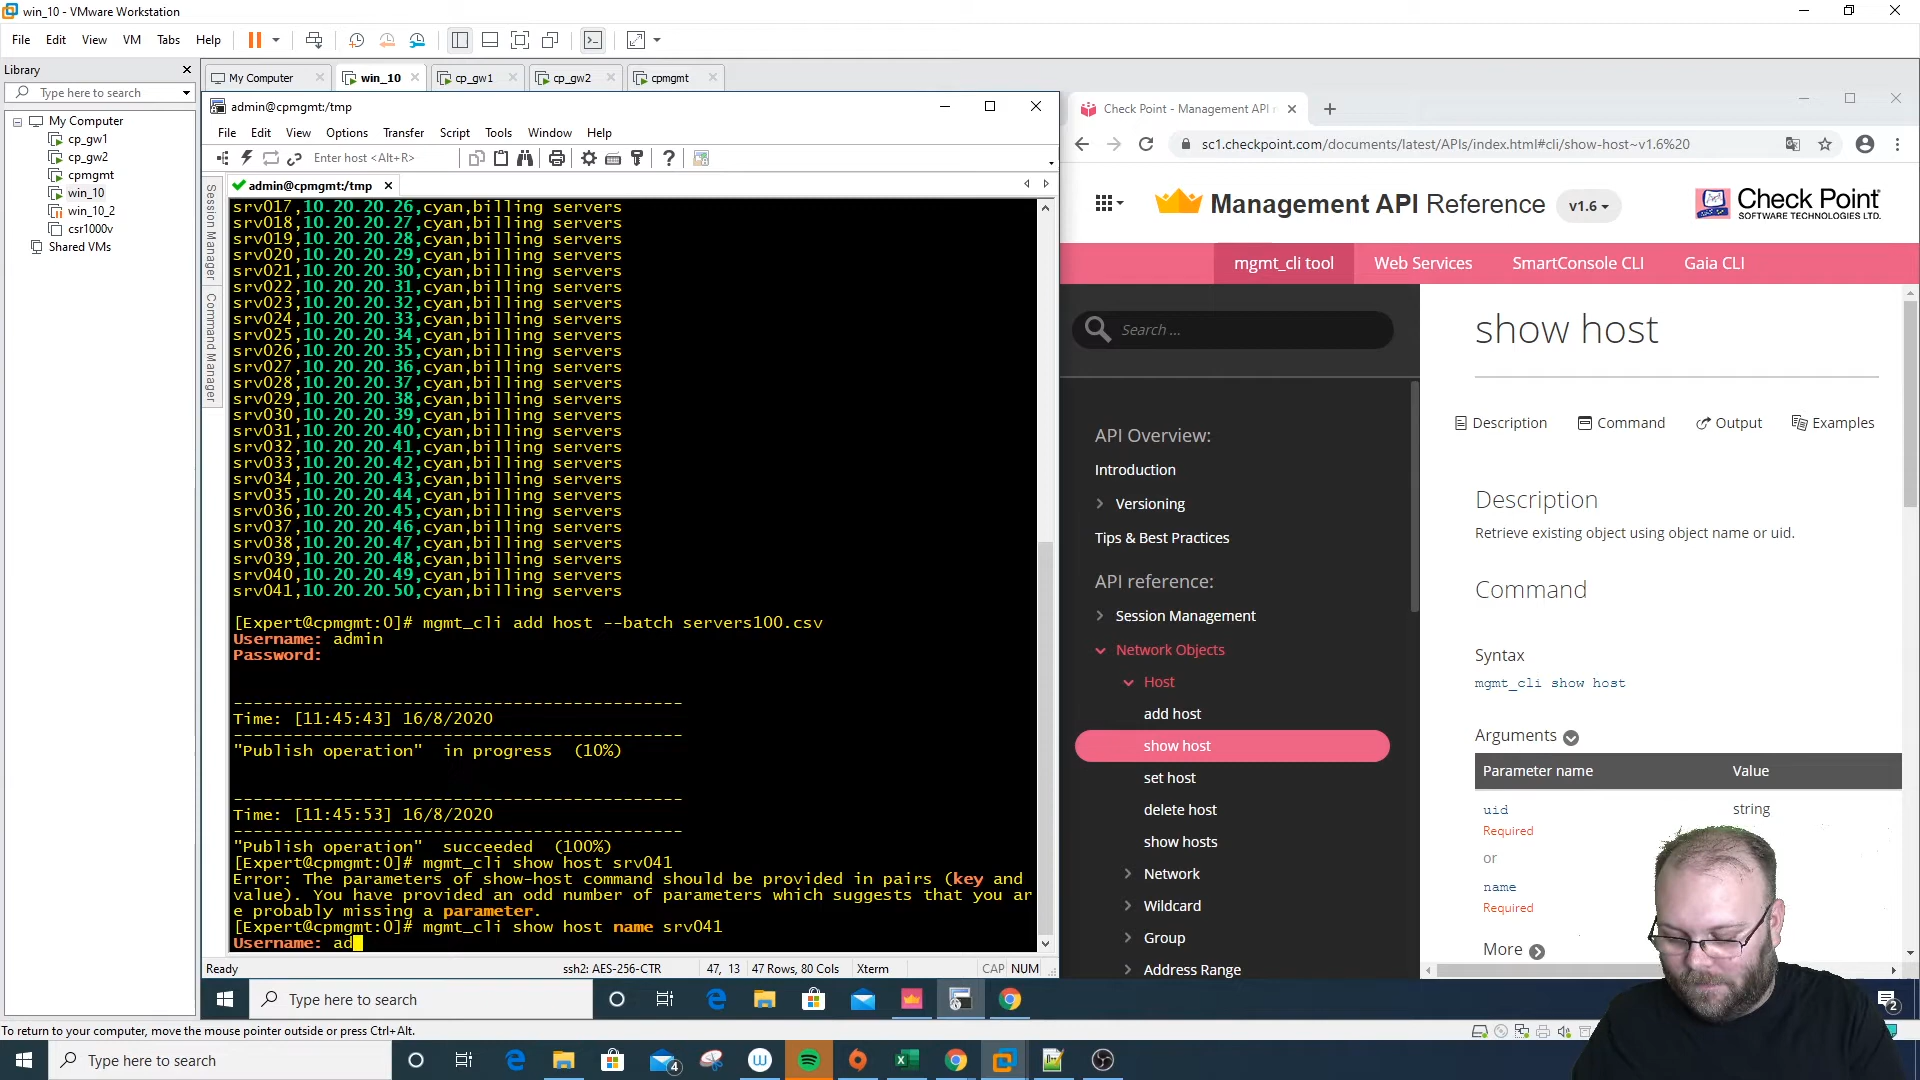 win_10 - VMware Workstation
File Edit View VM Tabs Help
Library
Type here to search
My Computer
cp_gw1
cp_gw2
cpmgmt
win_10
win_10_2
csr1000v
Shared VMs
My Computer win_10 cp_gw1 cp_gw2 cpmgmt
admin@cpmgmt:/tmp
File Edit View Options Transfer Script Tools Window Help
Enter host <Alt+R>
admin@cpmgmt:/tmp
Session Manager
Command Manager
srv017,10.20.20.26,cyan,billing servers
srv018,10.20.20.27,cyan,billing servers
srv019,10.20.20.28,cyan,billing servers
srv020,10.20.20.29,cyan,billing servers
srv021,10.20.20.30,cyan,billing servers
srv022,10.20.20.31,cyan,billing servers
srv023,10.20.20.32,cyan,billing servers
srv024,10.20.20.33,cyan,billing servers
srv025,10.20.20.34,cyan,billing servers
srv026,10.20.20.35,cyan,billing servers
srv027,10.20.20.36,cyan,billing servers
srv028,10.20.20.37,cyan,billing servers
srv029,10.20.20.38,cyan,billing servers
srv030,10.20.20.39,cyan,billing servers
srv031,10.20.20.40,cyan,billing servers
srv032,10.20.20.41,cyan,billing servers
srv033,10.20.20.42,cyan,billing servers
srv034,10.20.20.43,cyan,billing servers
srv035,10.20.20.44,cyan,billing servers
srv036,10.20.20.45,cyan,billing servers
srv037,10.20.20.46,cyan,billing servers
srv038,10.20.20.47,cyan,billing servers
srv039,10.20.20.48,cyan,billing servers
srv040,10.20.20.49,cyan,billing servers
srv041,10.20.20.50,cyan,billing servers
[Expert@cpmgmt:0]# mgmt_cli add host --batch servers100.csv
Username: admin
Password:
---------------------------------------------
Time: [11:45:43] 16/8/2020
---------------------------------------------
"Publish operation" in progress (10%)
---------------------------------------------
Time: [11:45:53] 16/8/2020
---------------------------------------------
"Publish operation" succeeded (100%)
[Expert@cpmgmt:0]# mgmt_cli show host srv041
Error: The parameters of show-host command should be provided in pairs (key and
value). You have provided an odd number of parameters which suggests that you ar
e probably missing a parameter.
[Expert@cpmgmt:0]# mgmt_cli show host name srv041
Username: ad
Ready ssh2: AES-256-CTR 47, 13 47 Rows, 80 Cols Xterm CAP NUM
Check Point - Management API r
sc1.checkpoint.com/documents/latest/APIs/index.html#cli/show-host~v1.6%20
Management API Reference v1.6
Check Point
SOFTWARE TECHNOLOGIES LTD.
mgmt_cli tool Web Services SmartConsole CLI Gaia CLI
Search ...
API Overview:
Introduction
Versioning
Tips & Best Practices
API reference:
Session Management
Network Objects
Host
add host
show host
set host
delete host
show hosts
Network
Wildcard
Group
Address Range
show host
Description Command Output Examples
Description
Retrieve existing object using object name or uid.
Command
Syntax
mgmt_cli show host
Arguments
Parameter name Value
uid string
Required
or
name
Required
More
Type here to search
2
To return to your computer, move the mouse pointer outside or press Ctrl+Alt.
Type here to search
4